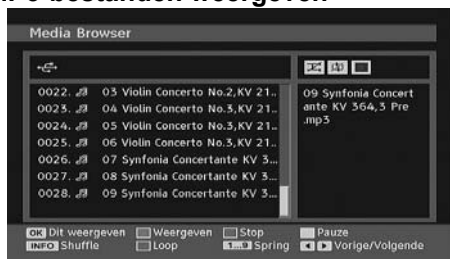 Media Browser
0022. 03 Violin Concerto No.2,KV 21..
0023. 04 Violin Concerto No.3,KV 21..
0024. 05 Violin Concerto No.3,KV 21..
0025. 06 Violin Concerto No.3,KV 21..
0026. 07 Synfonia Concertante KV 3...
0027. 08 Synfonia Concertante KV 3...
0028. 09 Synfonia Concertante KV 3...
09 Synfonia Concert
ante KV 364,3 Pre
.mp3
OK Dit weergeven Weergeven Stop Pauze
INFO Shuffle Loop 1...9 Spring Vorige/Volgende